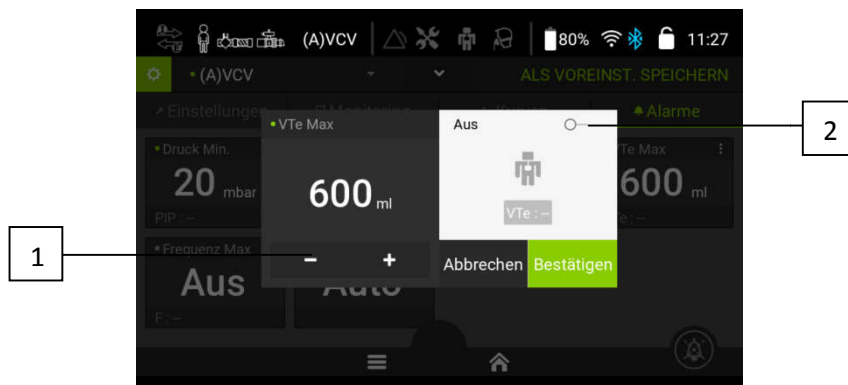 (A)VCV 80% 11:27
(A)VCV ALS VOREINST. SPEICHERN
Einstellungen Alarme
VTe Max Aus
2
Druck Min. VTe Max
20 mbar 600 ml 600 ml
PIP : -- VTe : --
1
Frequenz Max - + Abbrechen Bestätigen
Aus Auto
F : --